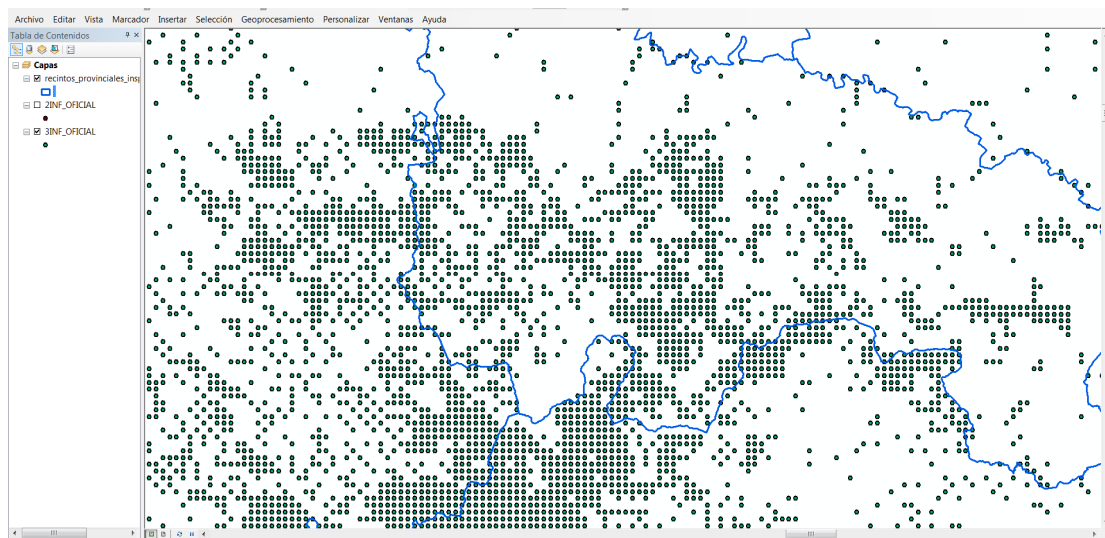 Archivo Editar Vista Marcador Insertar Selección Geoprocesamiento Personalizar Ventanas Ayuda
Tabla de Contenidos
Capas
recintos_provinciales_insp
2INF_OFICIAL
3INF_OFICIAL